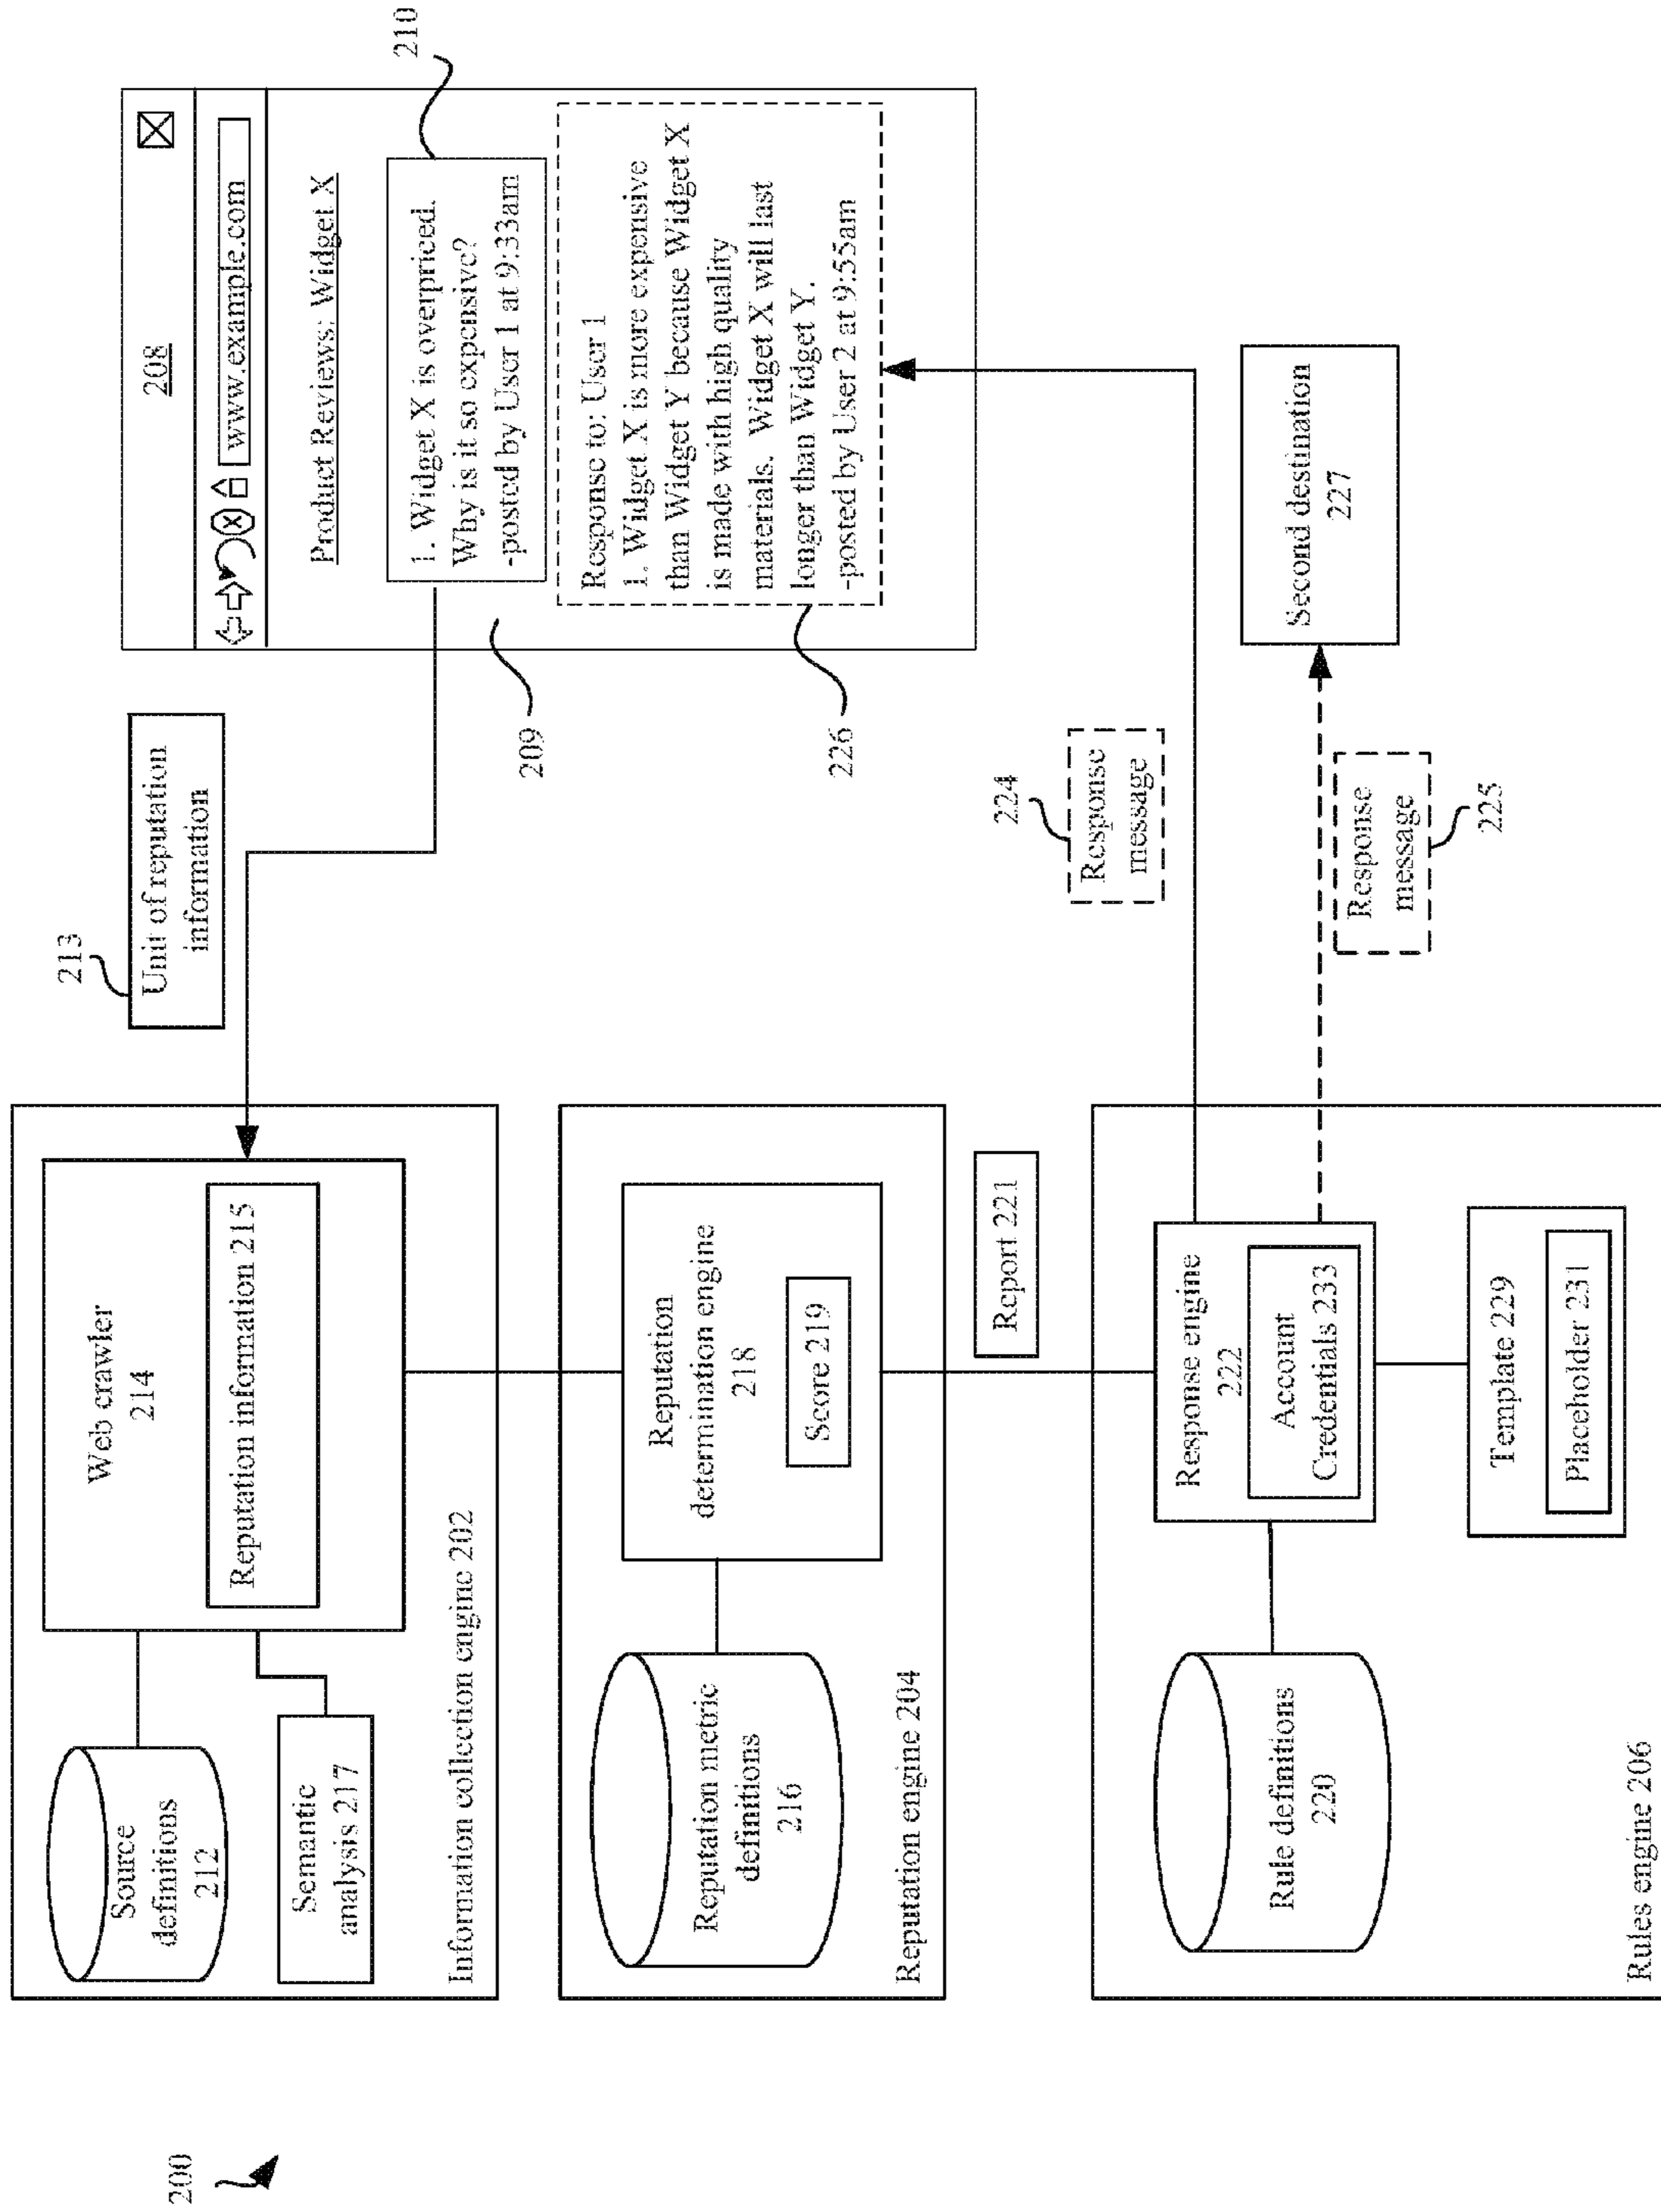 200
Source
definitions
212
Semantic
analysis 217
Web crawler
214
Reputation information 215
Information collection engine 202
213
Unit of reputation
information
208
www.example.com
Product Reviews: Widget X
210
1. Widget X is overpriced.
Why is it so expensive?
-posted by User 1 at 9:33am
209
Response to: User 1
1. Widget X is more expensive
than Widget Y because Widget X
is made with high quality
materials. Widget X will last
longer than Widget Y.
-posted by User 2 at 9:55am
226
Reputation metric
definitions
216
Reputation
determination engine
218
Score 219
Reputation engine 204
Report 221
224
Response
message
Second destination
227
Response
message
225
Rule definitions
220
Response engine
222
Account
Credentials 233
Template 229
Placeholder 231
Rules engine 206